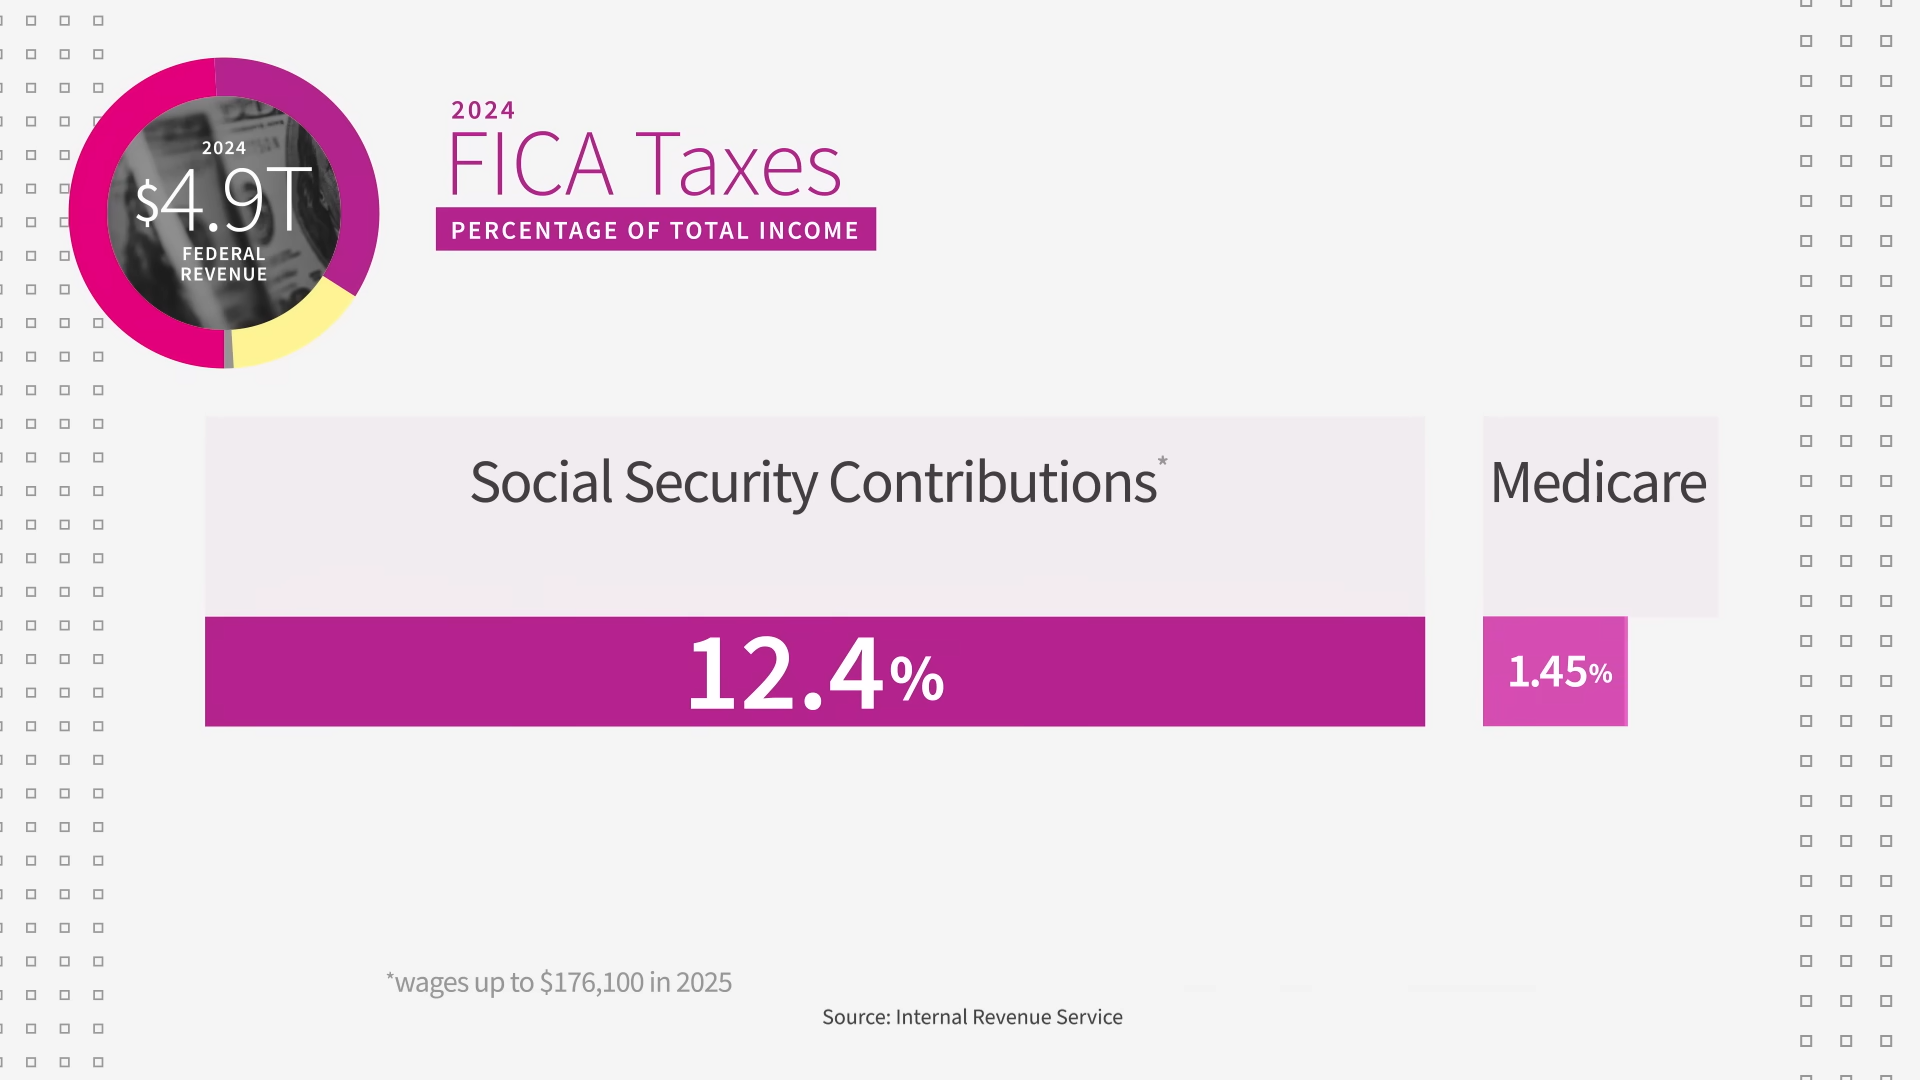 2024
$4.9T
FEDERAL
REVENUE
2024
FICA Taxes
PERCENTAGE OF TOTAL INCOME
Social Security Contributions*
12.4%
Medicare
1.45%
*wages up to $176,100 in 2025
Source: Internal Revenue Service